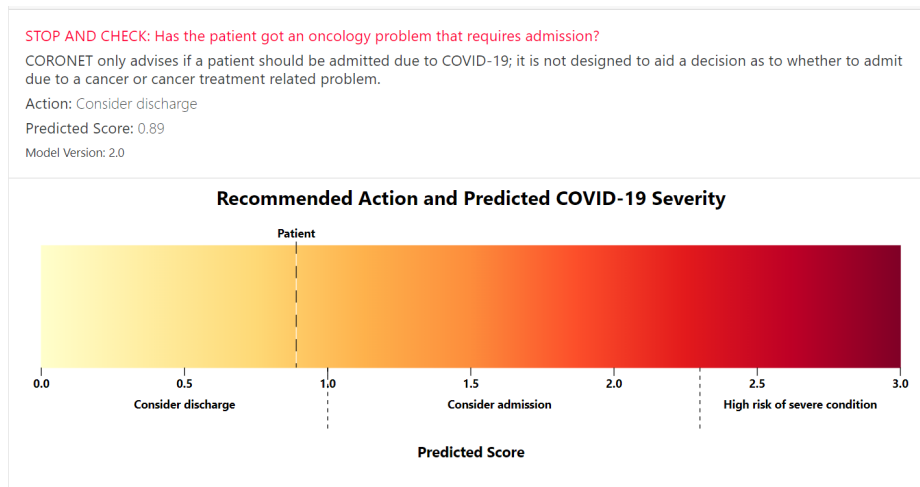 STOP AND CHECK: Has the patient got an oncology problem that requires admission?
CORONET only advises if a patient should be admitted due to COVID-19; it is not designed to aid a decision as to whether to admit
due to a cancer or cancer treatment related problem.
Action: Consider discharge
Predicted Score: 0.89
Model Version: 2.0
Recommended Action and Predicted COVID-19 Severity
Patient
0.0 0.5 1.0 1.5 2.0 2.5 3.0
Consider discharge Consider admission High risk of severe condition
Predicted Score